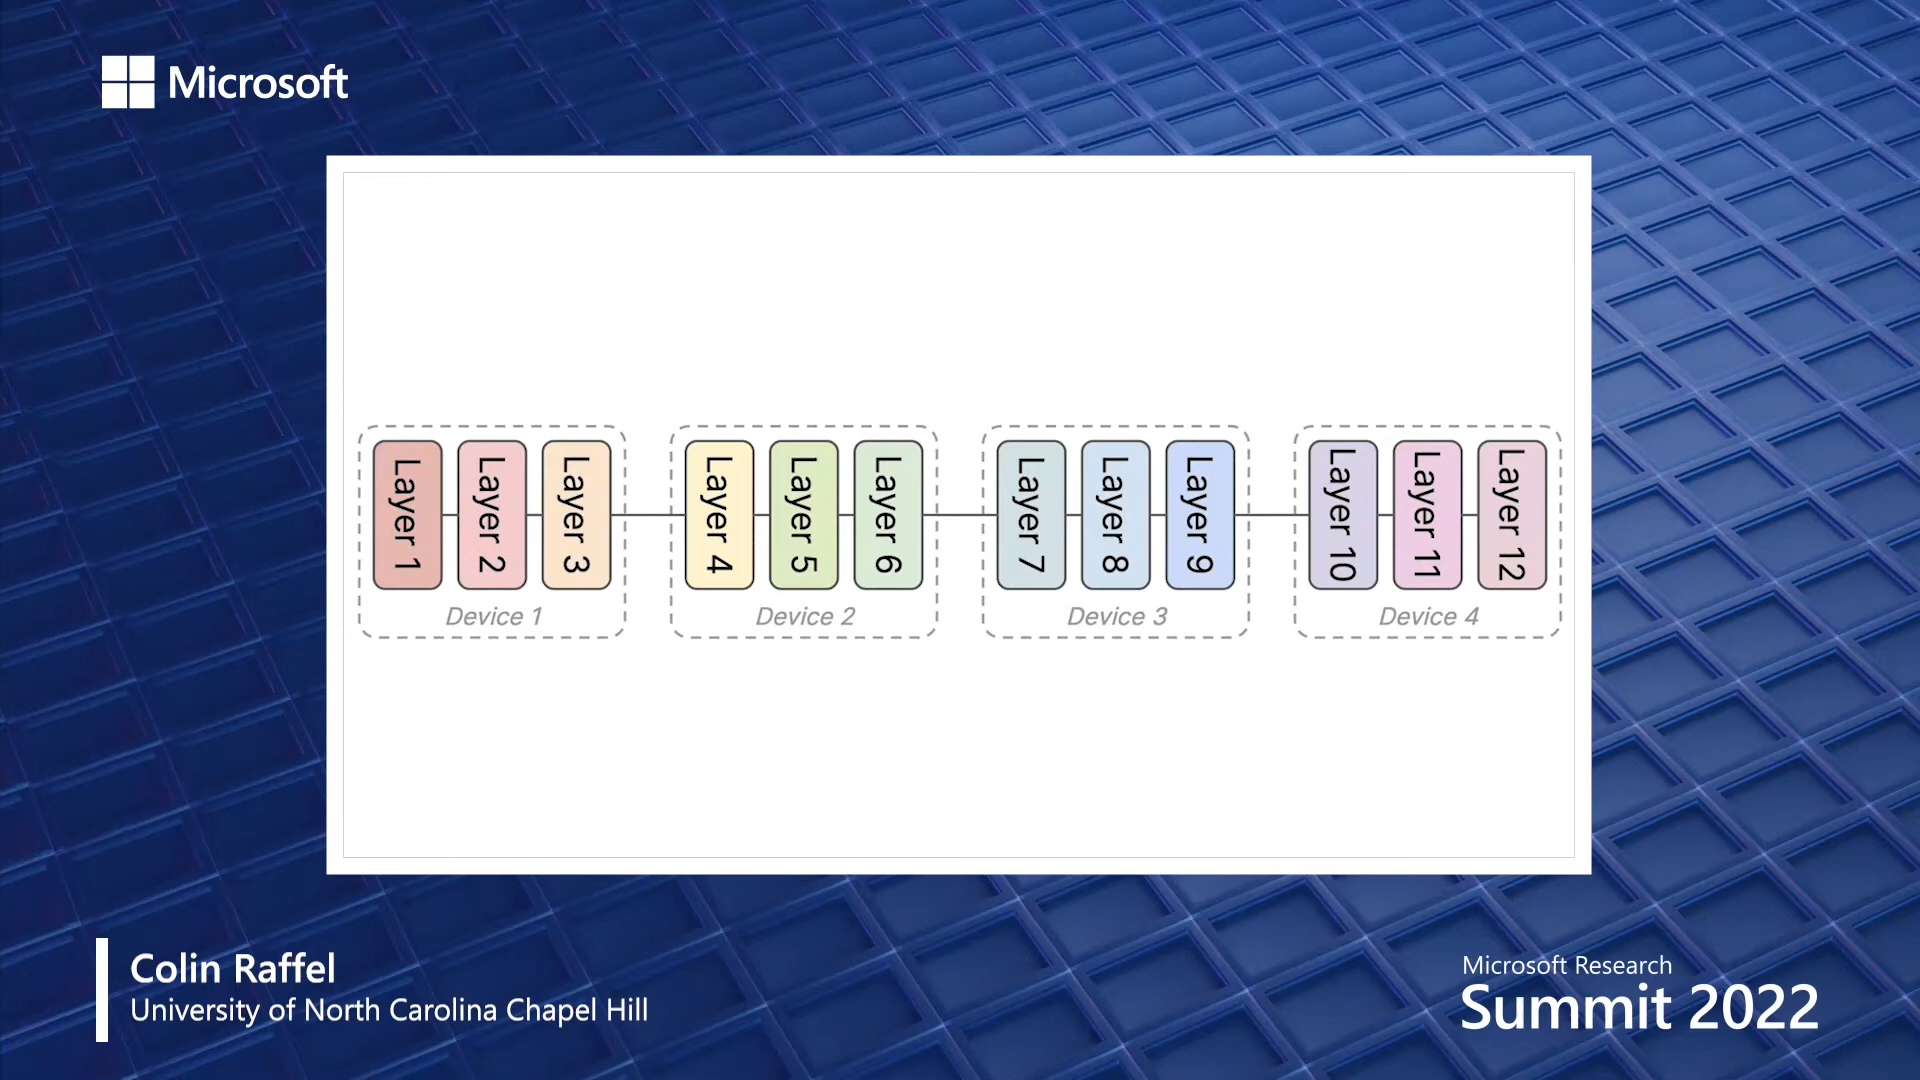 Microsoft
Layer 1
Layer 2
Layer 3
Layer 4
Layer 5
Layer 6
Layer 7
Layer 8
Layer 9
Layer 10
Layer 11
Layer 12
Device 1
Device 2
Device 3
Device 4
Colin Raffel
University of North Carolina Chapel Hill
Microsoft Research
Summit 2022